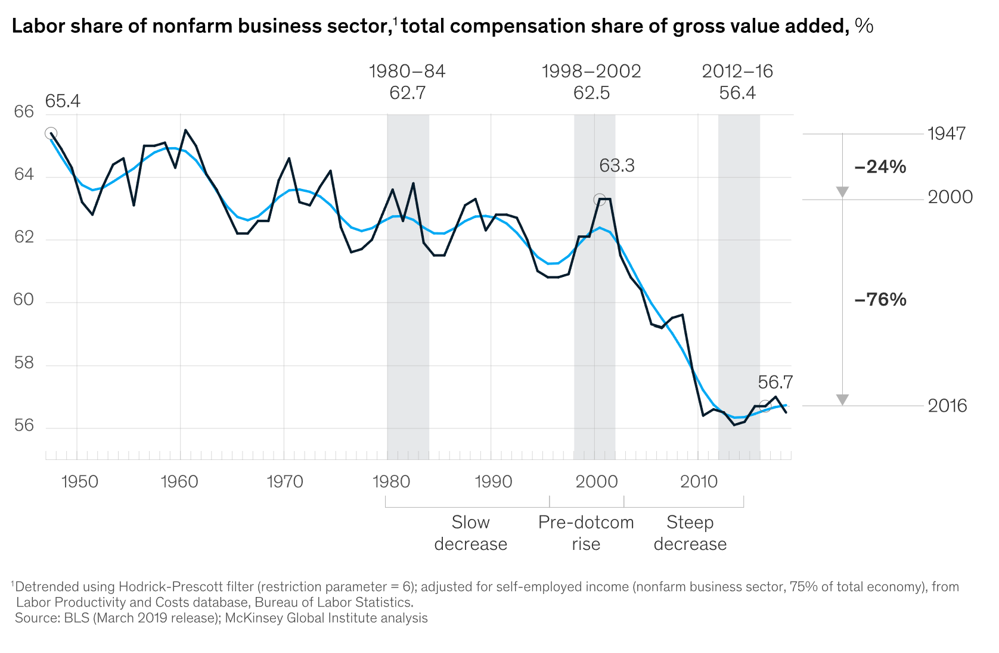 Labor share of nonfarm business sector,¹ total compensation share of gross value added, %
1980–84
62.7
1998–2002
62.5
2012–16
56.4
65.4
66
64
62
60
58
56
63.3
56.7
1947
–24%
2000
–76%
2016
1950
1960
1970
1980
1990
2000
2010
Slow
decrease
Pre-dotcom
rise
Steep
decrease
¹Detrended using Hodrick-Prescott filter (restriction parameter = 6); adjusted for self-employed income (nonfarm business sector, 75% of total economy), from
Labor Productivity and Costs database, Bureau of Labor Statistics.
Source: BLS (March 2019 release); McKinsey Global Institute analysis